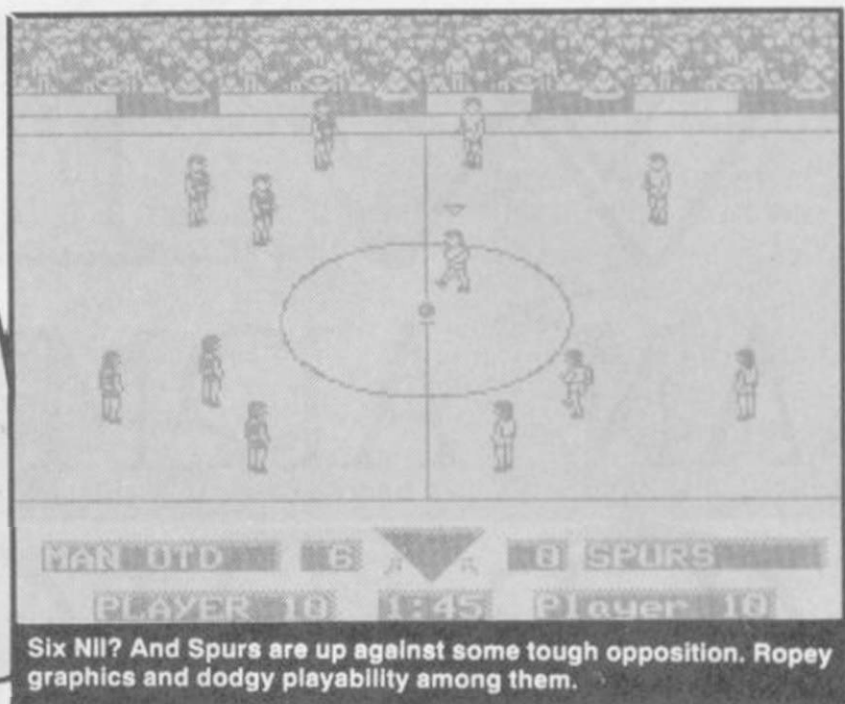 MAN UTD 6 0 SPURS
PLAYER 10 1:45 Player 10
Six NIl? And Spurs are up against some tough opposition. Ropey
graphics and dodgy playability among them.